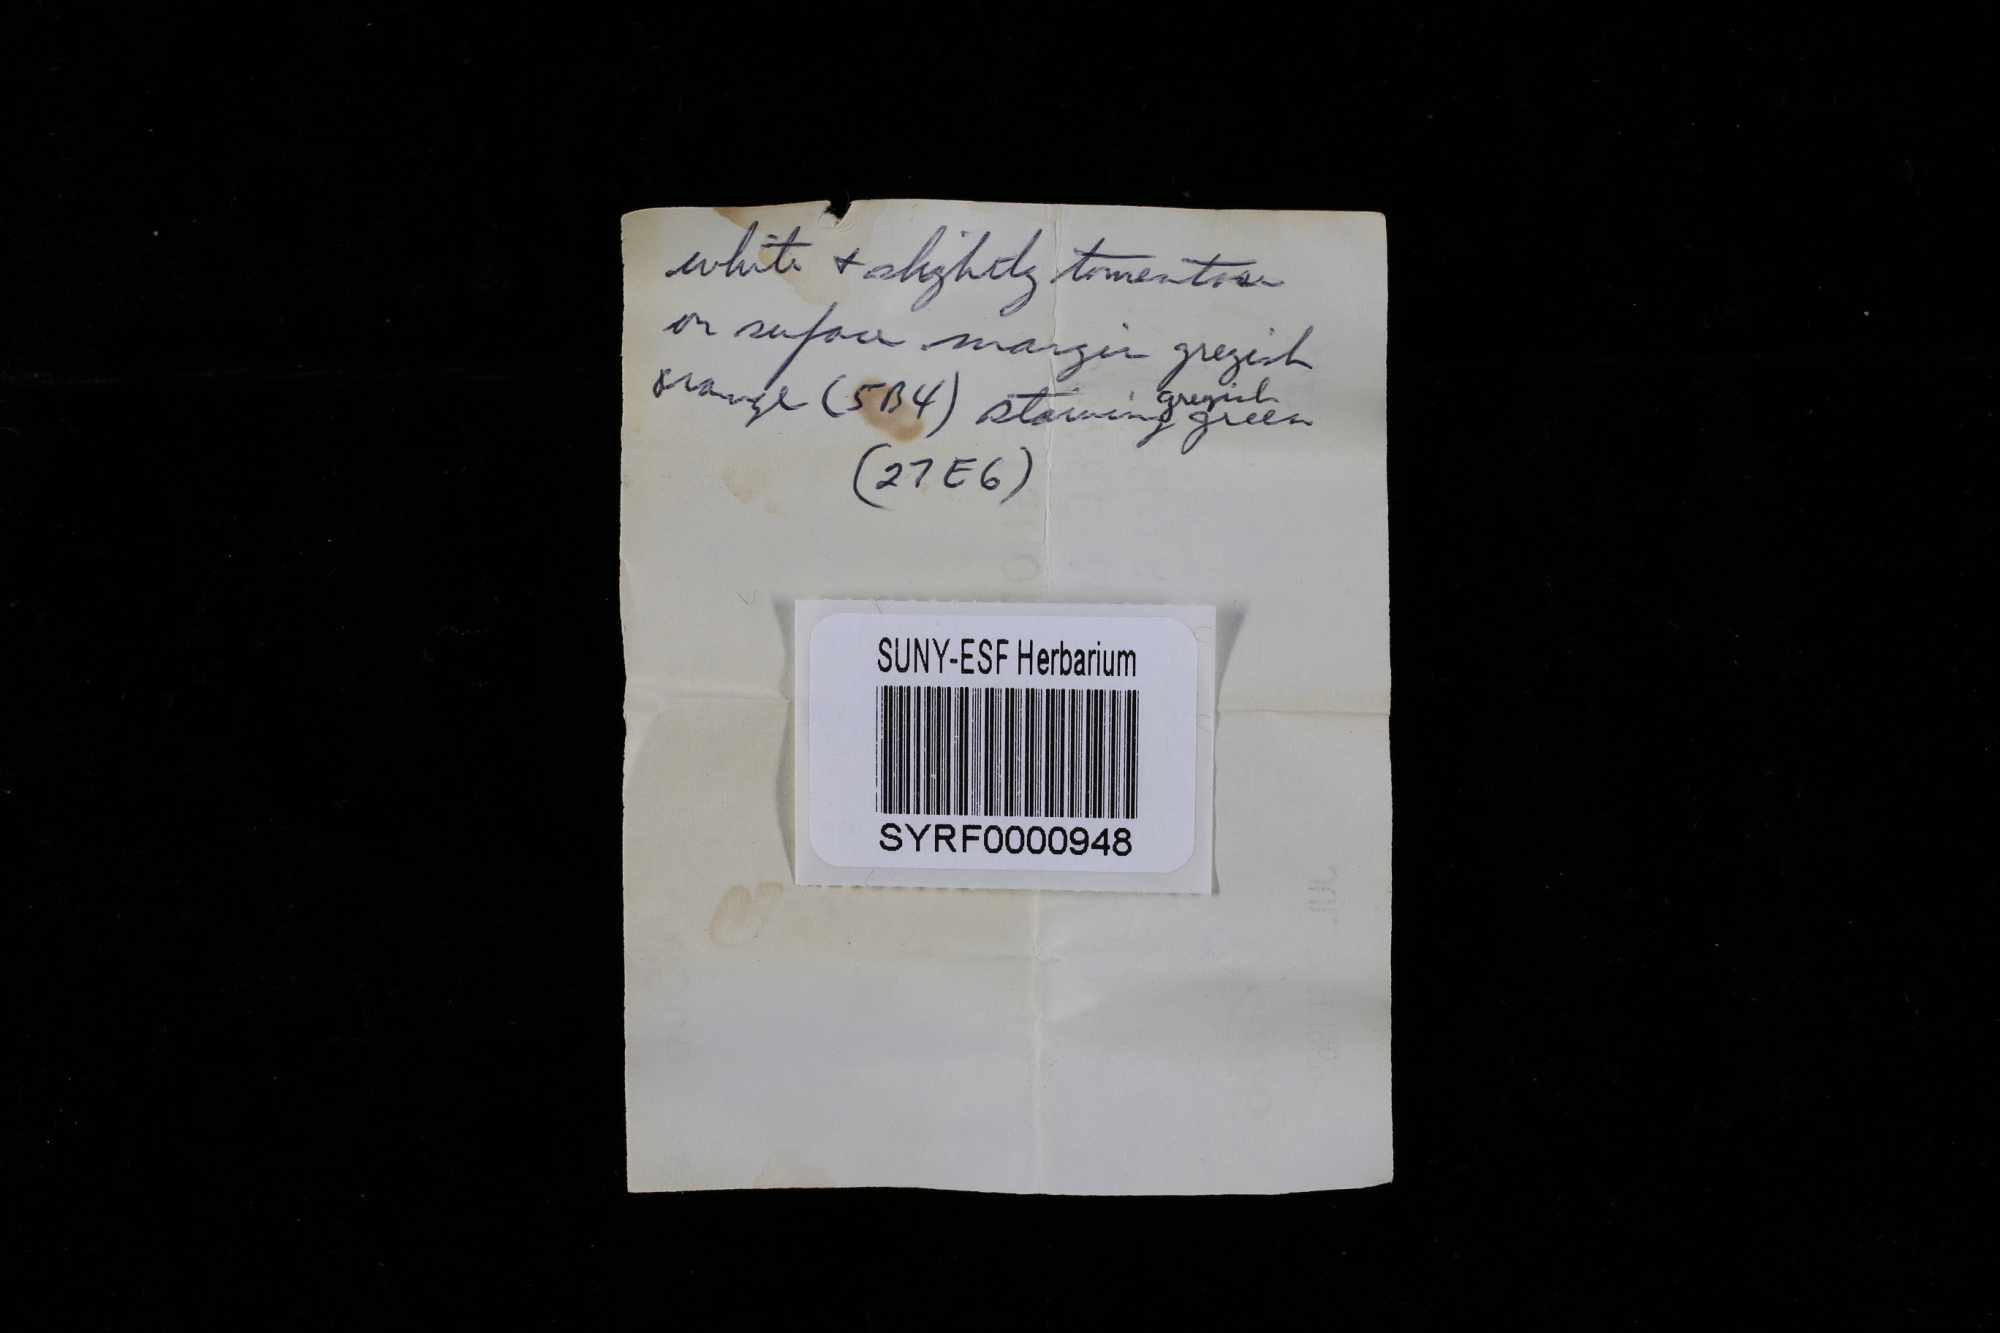 white + slightly tomentose
on surface margin greyish
orange (5B4) staining greyish green
(27E6)
SUNY-ESF Herbarium
SYRF0000948